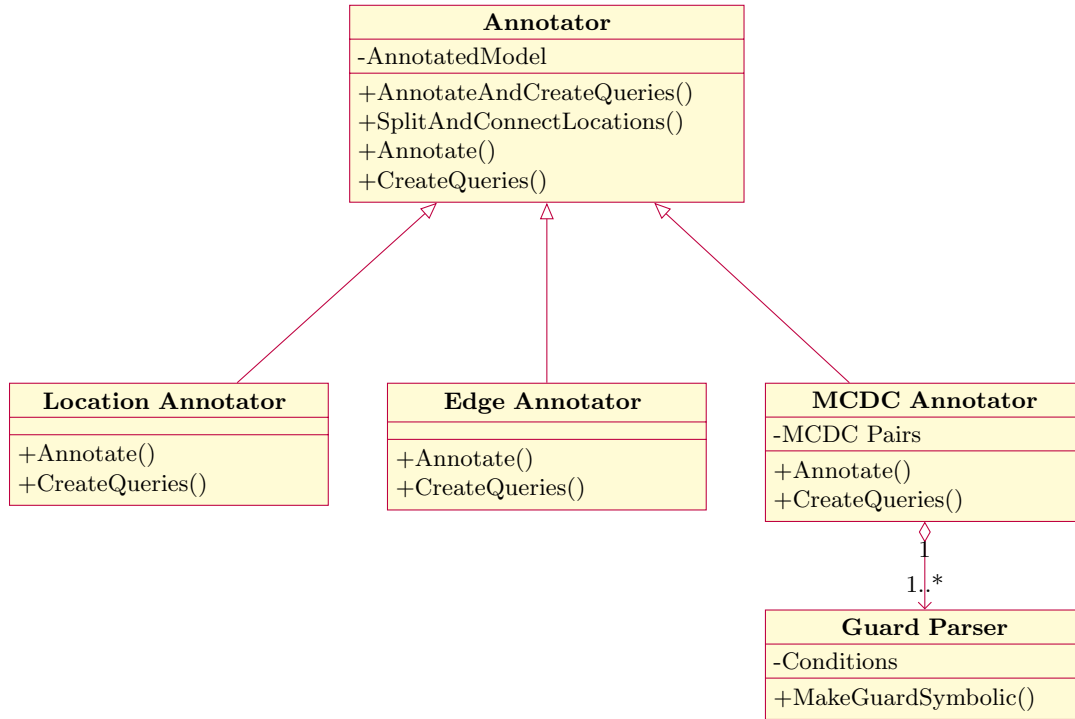 Annotator
-AnnotatedModel
+AnnotateAndCreateQueries()
+SplitAndConnectLocations()
+Annotate()
+CreateQueries()
Location Annotator
+Annotate()
+CreateQueries()
Edge Annotator
+Annotate()
+CreateQueries()
MCDC Annotator
-MCDC Pairs
+Annotate()
+CreateQueries()
1
1..*
Guard Parser
-Conditions
+MakeGuardSymbolic()